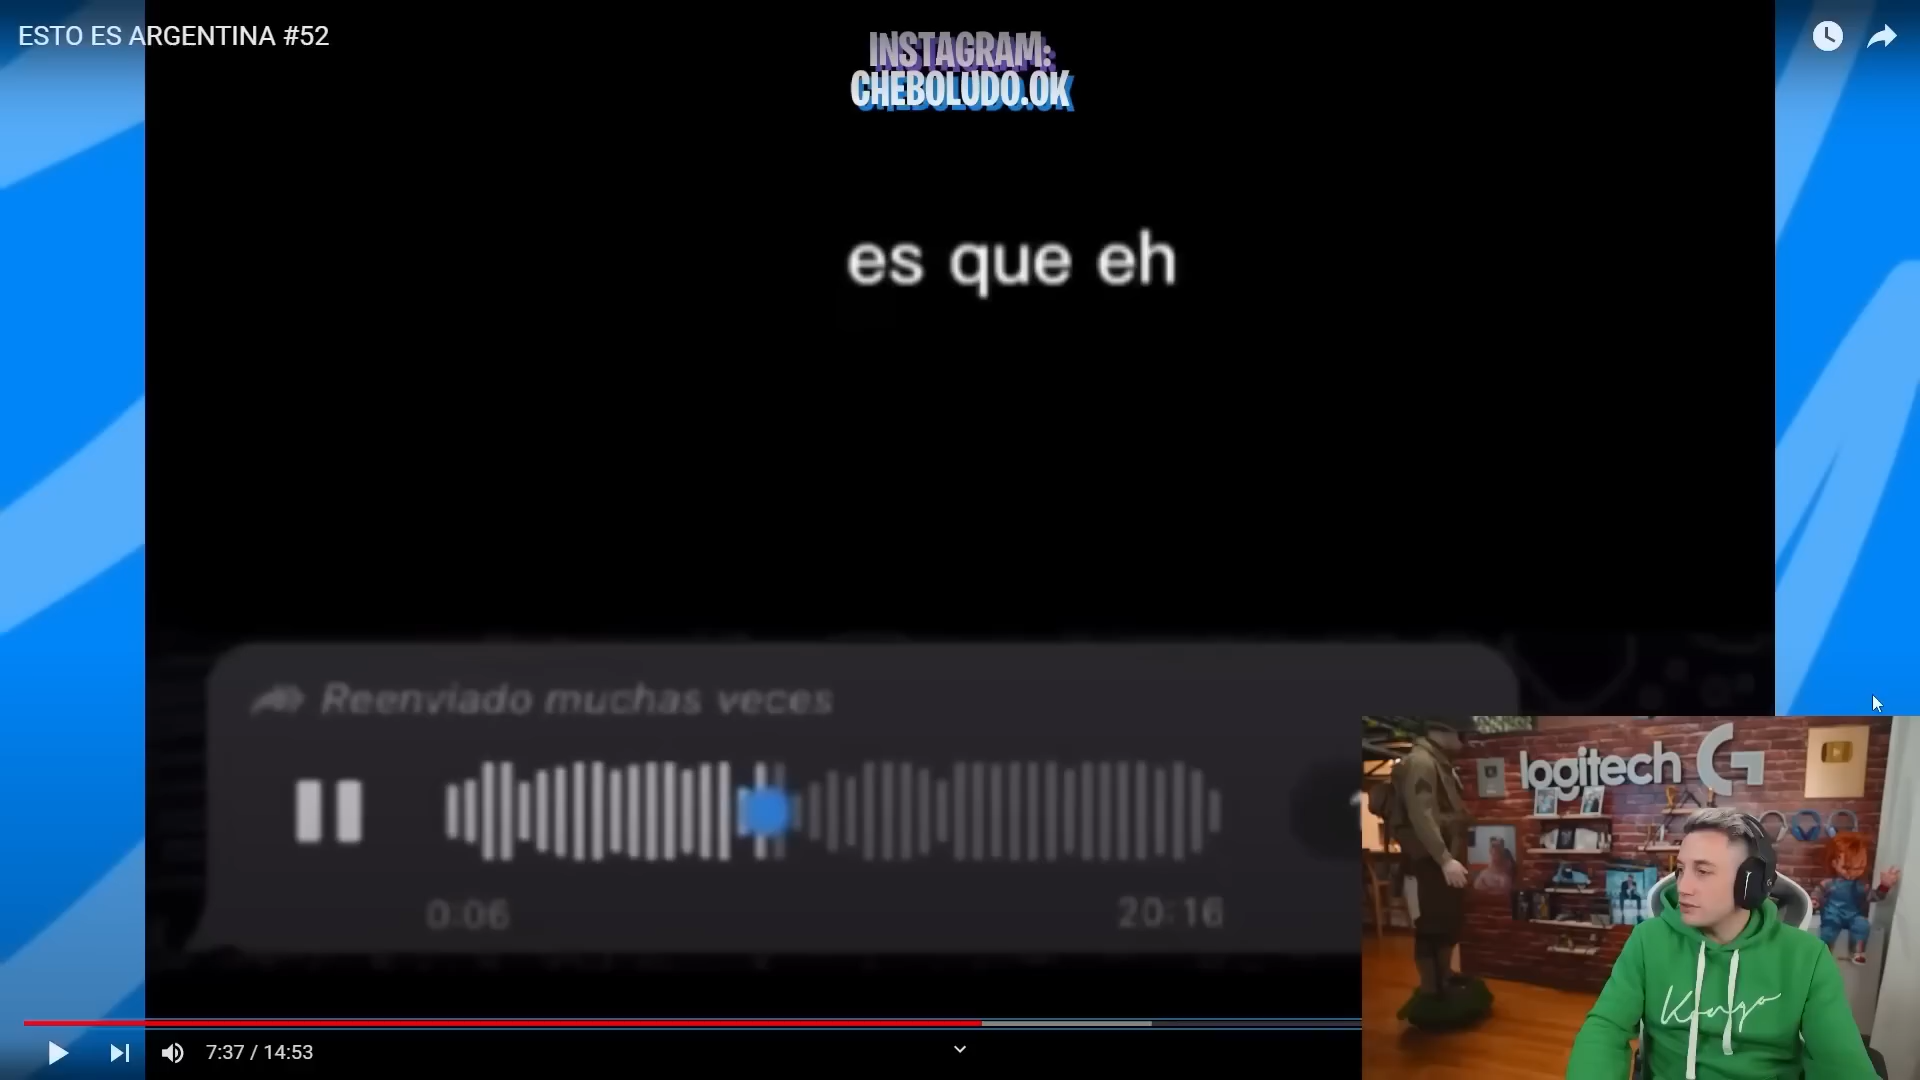 ESTO ES ARGENTINA #52
INSTAGRAM:
CHEBOLUDO.OK
es que eh
Reenviado muchas veces
0:06
20:16
logitech G
Kongo
7:37 / 14:53